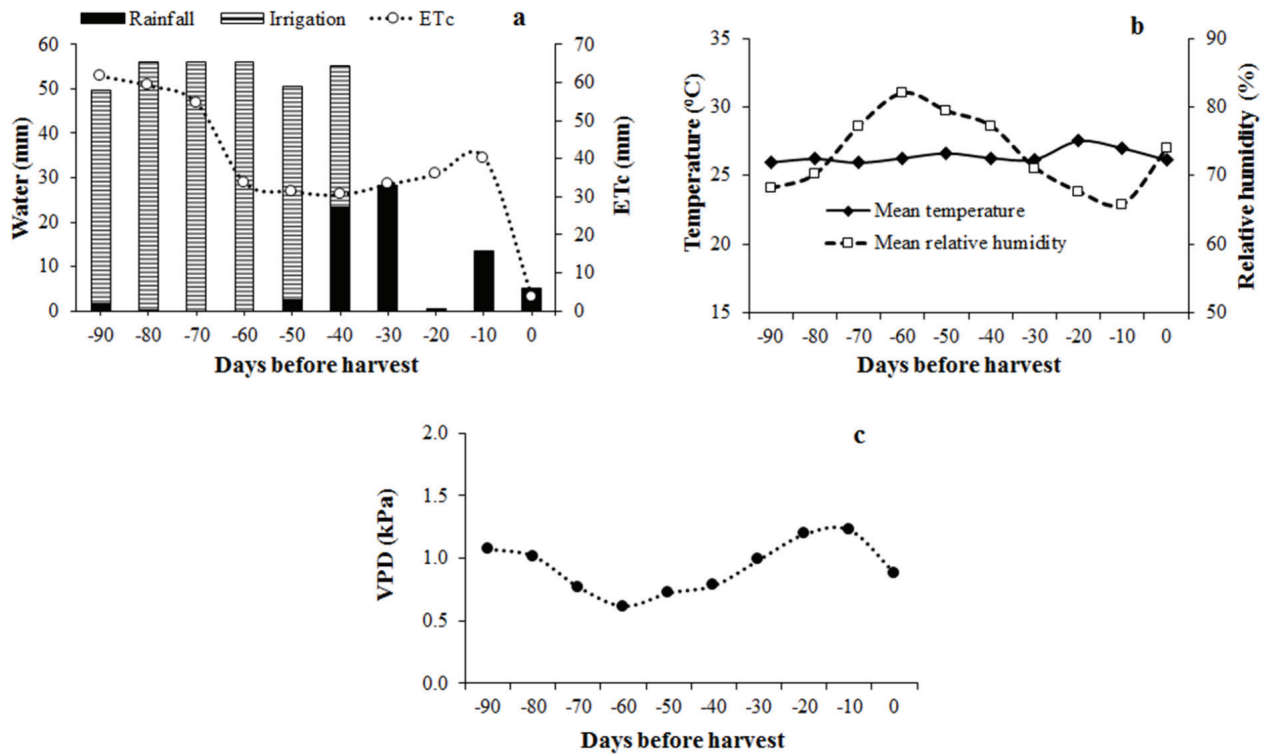 Rainfall Irrigation ETc a
60
50
40
30
20
10
0
Water (mm)
70
60
50
40
30
20
10
0
ETc (mm)
-90 -80 -70 -60 -50 -40 -30 -20 -10 0
Days before harvest
b
35
30
25
20
15
Temperature (ºC)
90
80
70
60
50
Relative humidity (%)
Mean temperature
Mean relative humidity
-90 -80 -70 -60 -50 -40 -30 -20 -10 0
Days before harvest
c
2.0
1.5
1.0
0.5
0.0
VPD (kPa)
-90 -80 -70 -60 -50 -40 -30 -20 -10 0
Days before harvest